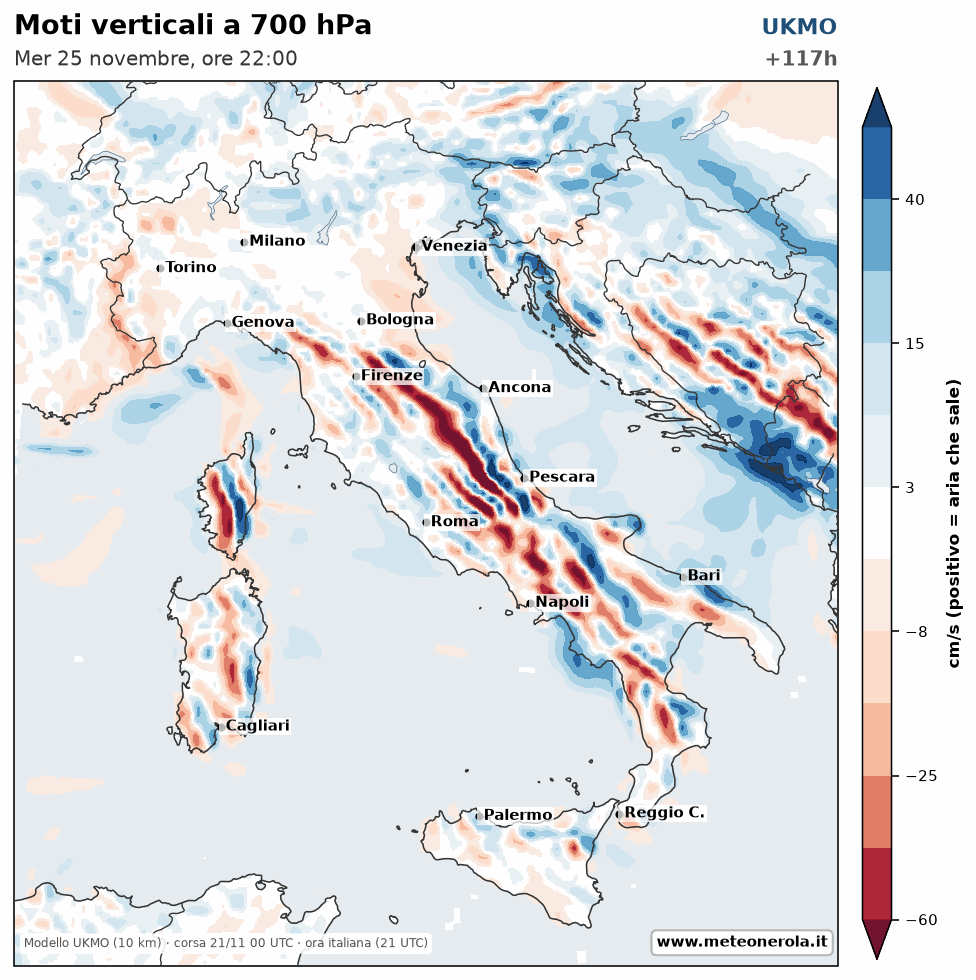 Moti verticali a 700 hPa
UKMO
Mer 25 novembre, ore 22:00
+117h
Milano
Venezia
Torino
Genova
Bologna
Firenze
Ancona
Pescara
Roma
Bari
Napoli
Cagliari
Palermo
Reggio C.
40
15
3
−8
−25
−60
cm/s (positivo = aria che sale)
Modello UKMO (10 km) · corsa 21/11 00 UTC · ora italiana (21 UTC)
www.meteonerola.it